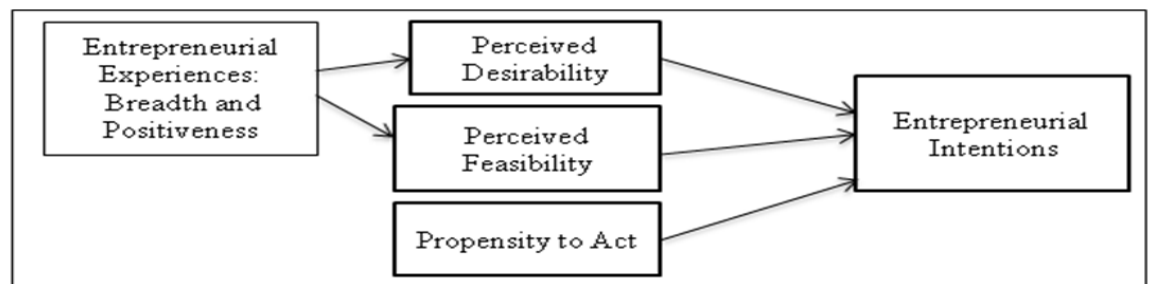 Entrepreneurial
Experiences:
Breadth and
Positiveness
Perceived
Desirability
Perceived
Feasibility
Propensity to Act
Entrepreneurial
Intentions